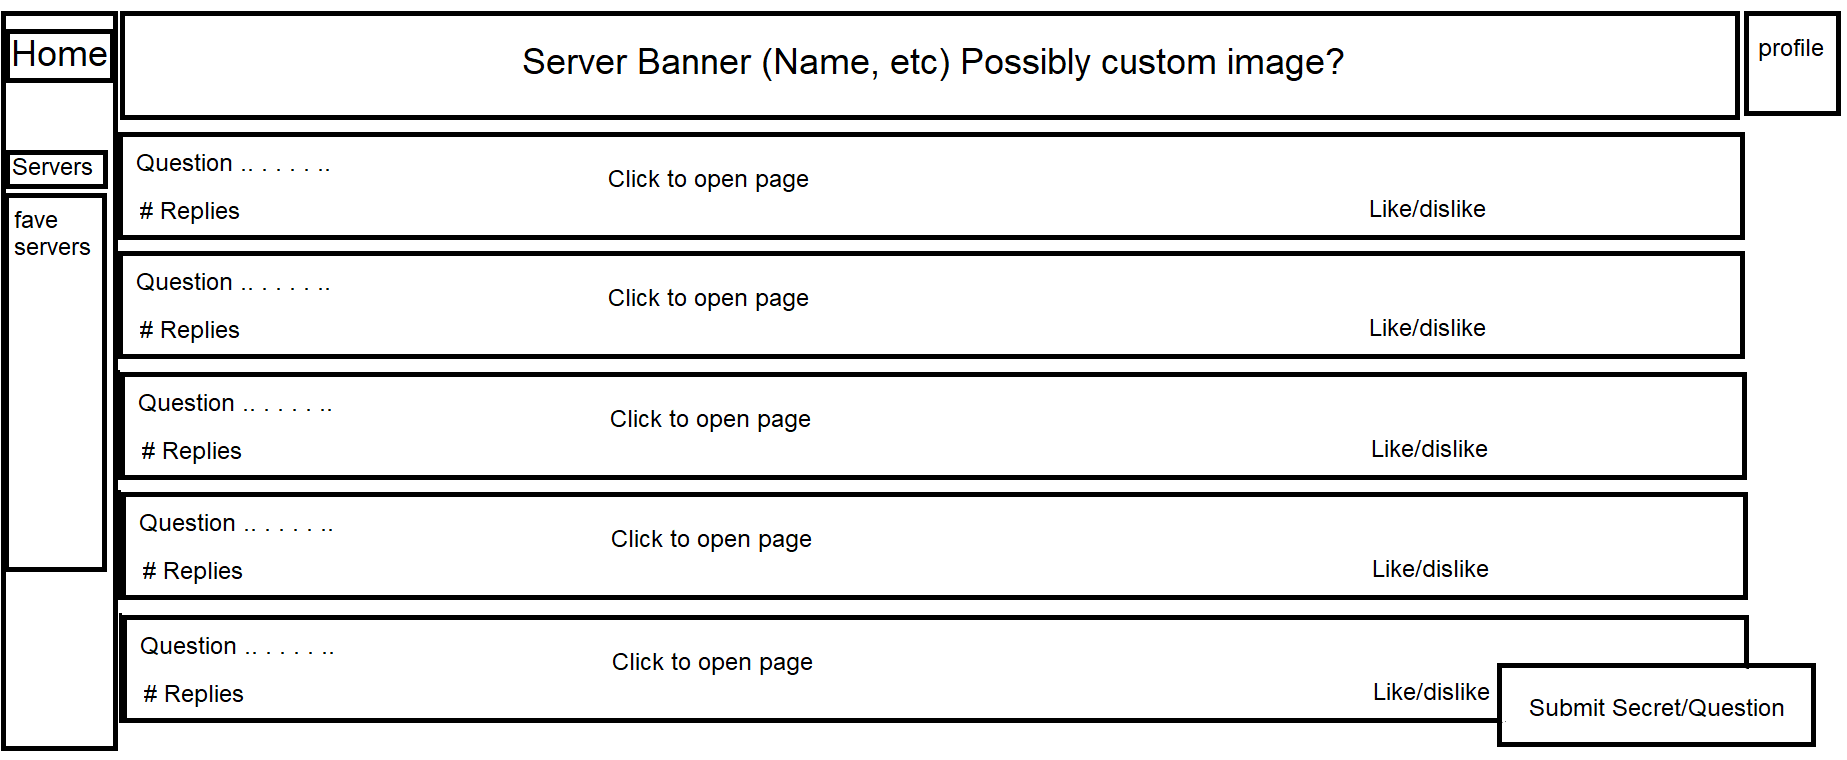 Home
Server Banner (Name, etc) Possibly custom image?
profile
Servers
fave
servers
Question .. . . . . ..
Click to open page
# Replies
Like/dislike
Question .. . . . . ..
Click to open page
# Replies
Like/dislike
Question .. . . . . ..
Click to open page
# Replies
Like/dislike
Question .. . . . . ..
Click to open page
# Replies
Like/dislike
Question .. . . . . ..
Click to open page
# Replies
Like/dislike
Submit Secret/Question